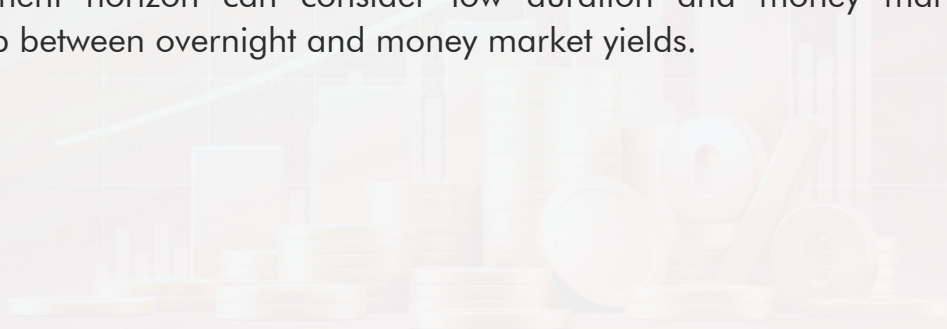 horizon can consider low duration and money
between overnight and money market yields.